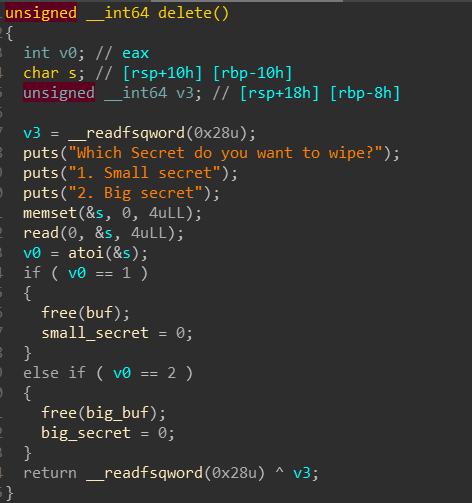 unsigned __int64 delete()
{
int v0; // eax
char s; // [rsp+10h] [rbp-10h]
unsigned __int64 v3; // [rsp+18h] [rbp-8h]
v3 = __readfsqword(0x28u);
puts("Which Secret do you want to wipe?");
puts("1. Small secret");
puts("2. Big secret");
memset(&s, 0, 4uLL);
read(0, &s, 4uLL);
v0 = atoi(&s);
if ( v0 == 1 )
{
free(buf);
small_secret = 0;
}
else if ( v0 == 2 )
{
free(big_buf);
big_secret = 0;
}
return __readfsqword(0x28u) ^ v3;
}